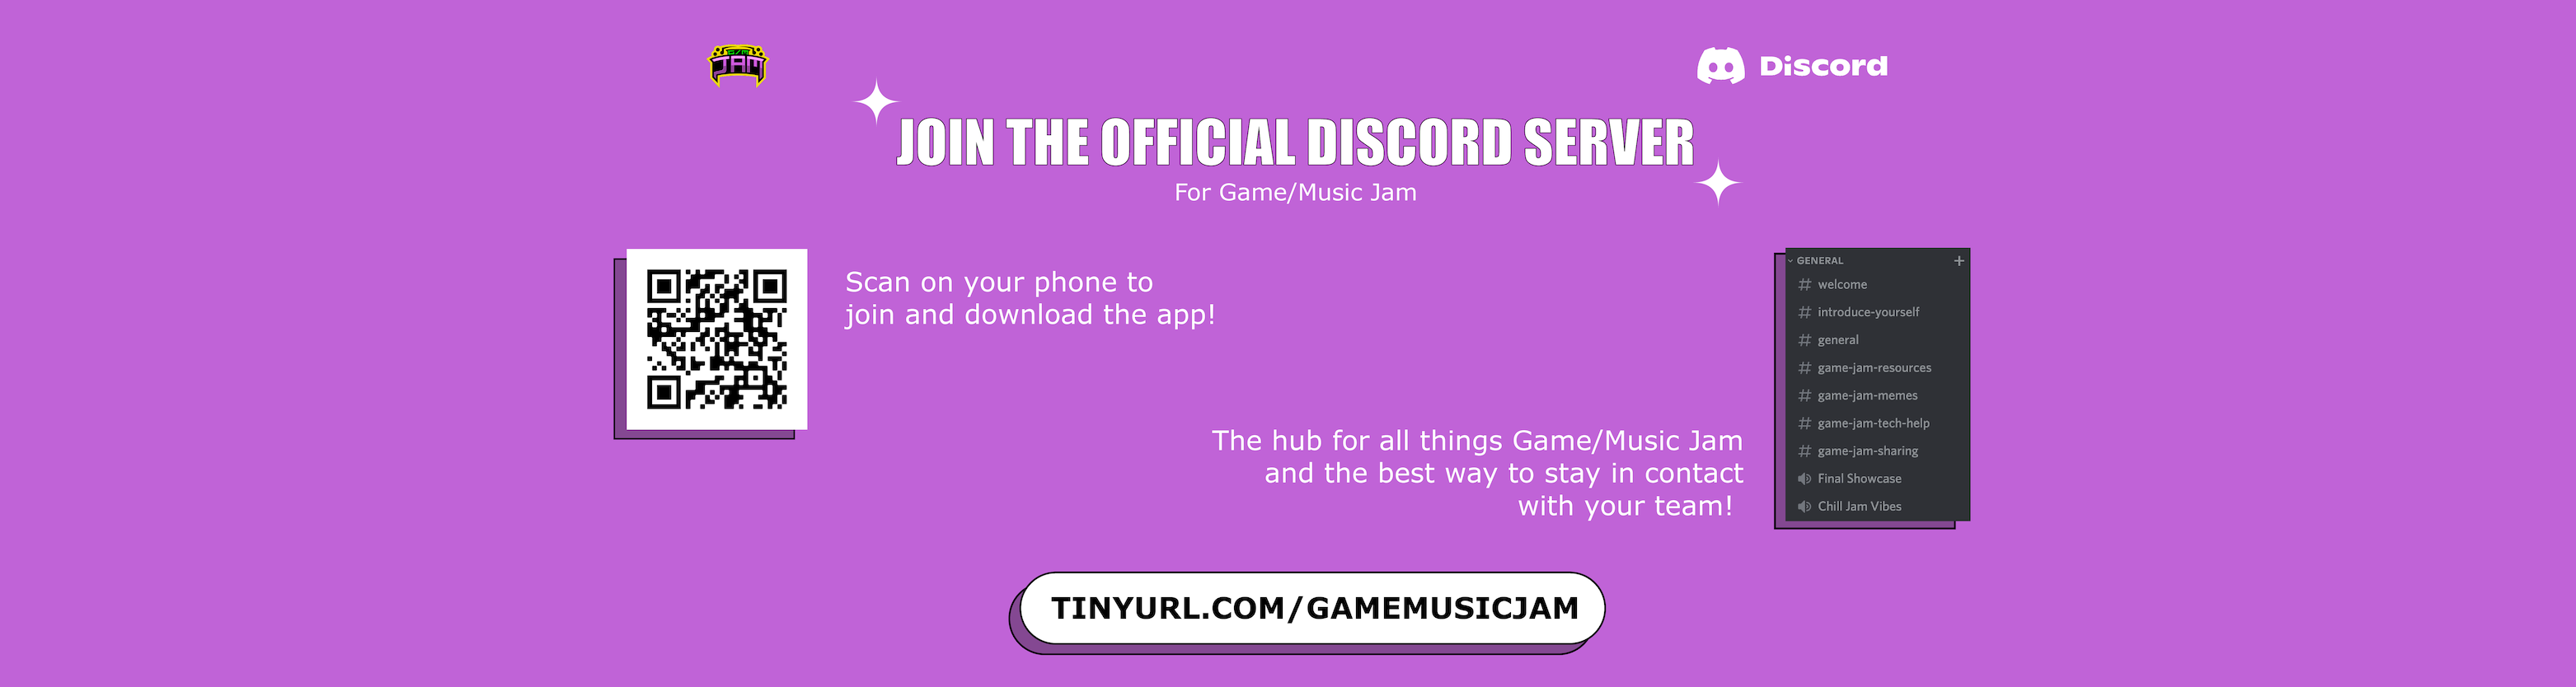 G/M
JAM
Discord
JOIN THE OFFICIAL DISCORD SERVER
For Game/Music Jam
Scan on your phone to
join and download the app!
GENERAL
# welcome
# introduce-yourself
# general
# game-jam-resources
# game-jam-memes
# game-jam-tech-help
# game-jam-sharing
Final Showcase
Chill Jam Vibes
The hub for all things Game/Music Jam
and the best way to stay in contact
with your team!
TINYURL.COM/GAMEMUSICJAM